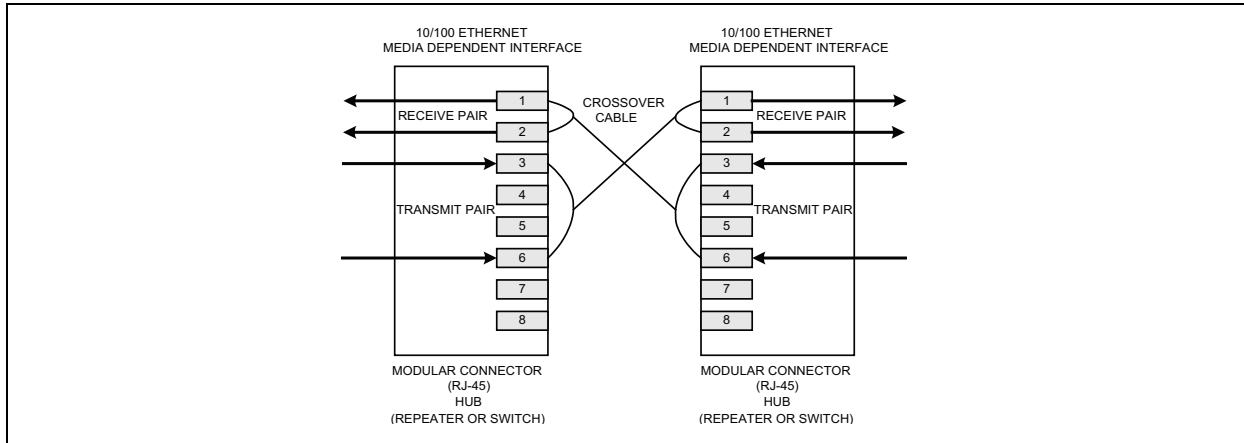 10/100 ETHERNET
MEDIA DEPENDENT INTERFACE
10/100 ETHERNET
MEDIA DEPENDENT INTERFACE
1
RECEIVE PAIR
2
3
4
TRANSMIT PAIR
5
6
7
8
CROSSOVER
CABLE
1
RECEIVE PAIR
2
3
4
TRANSMIT PAIR
5
6
7
8
MODULAR CONNECTOR
(RJ-45)
HUB
(REPEATER OR SWITCH)
MODULAR CONNECTOR
(RJ-45)
HUB
(REPEATER OR SWITCH)